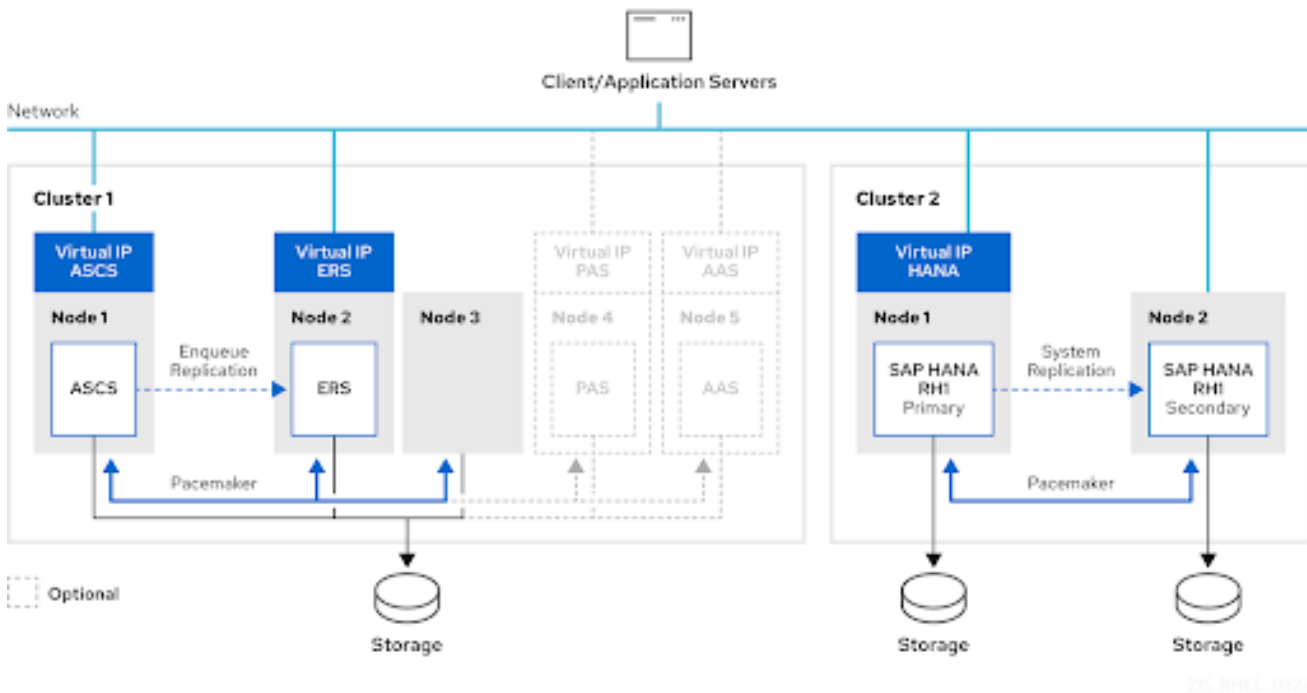 Client/Application Servers
Network
Cluster 1
Cluster 2
Virtual IP
ASCS
Virtual IP
ERS
Virtual IP
PAS
Virtual IP
AAS
Virtual IP
HANA
Node 1
Node 2
Node 3
Node 4
Node 5
Node 1
Node 2
ASCS
Enqueue
Replication
ERS
PAS
AAS
SAP HANA
RH1
Primary
System
Replication
SAP HANA
RH1
Secondary
Pacemaker
Pacemaker
Optional
Storage
Storage
Storage